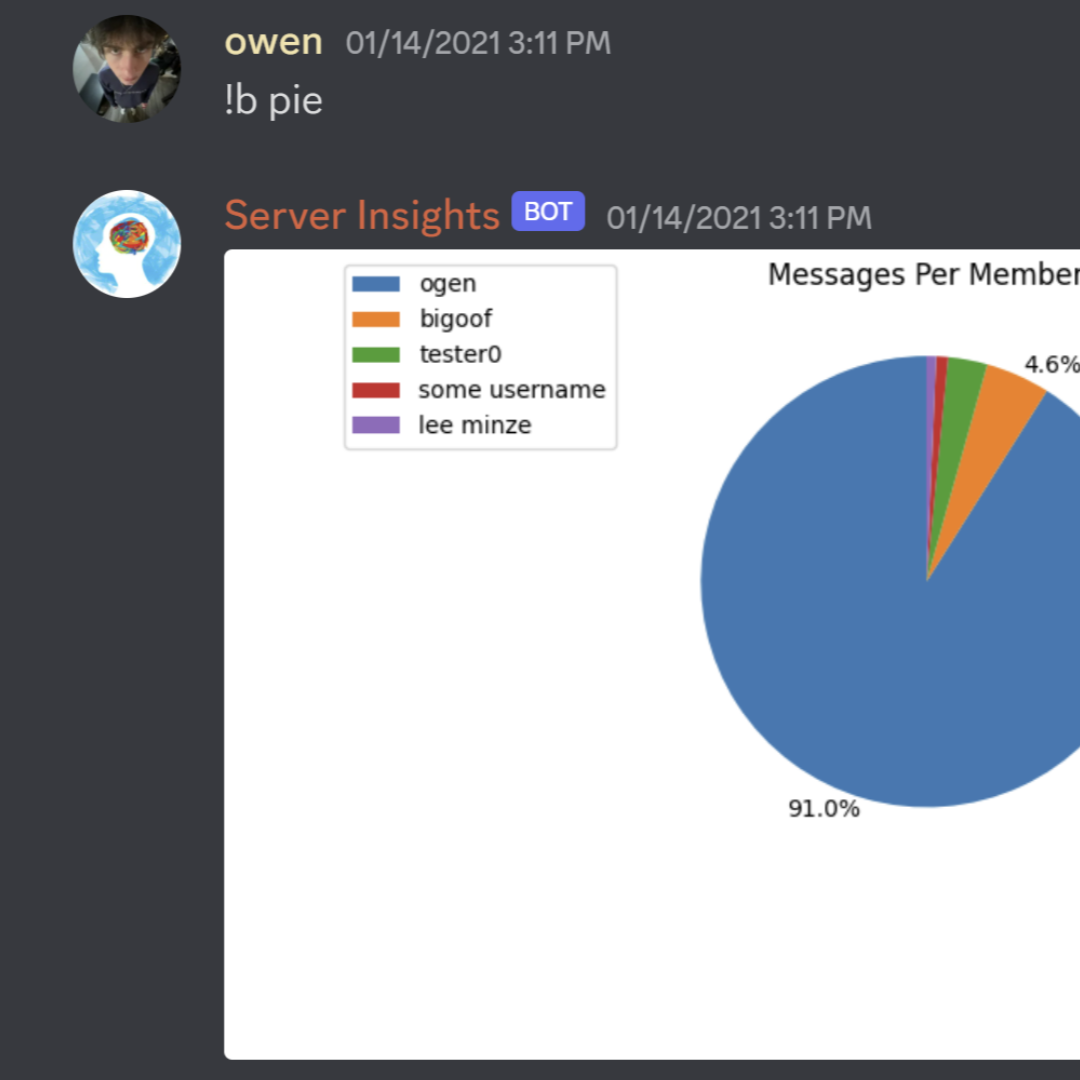 owen 01/14/2021 3:11 PM
!b pie
Server Insights BOT 01/14/2021 3:11 PM
Messages Per Member
ogen
bigoof
tester0
some username
lee minze
4.6%
91.0%